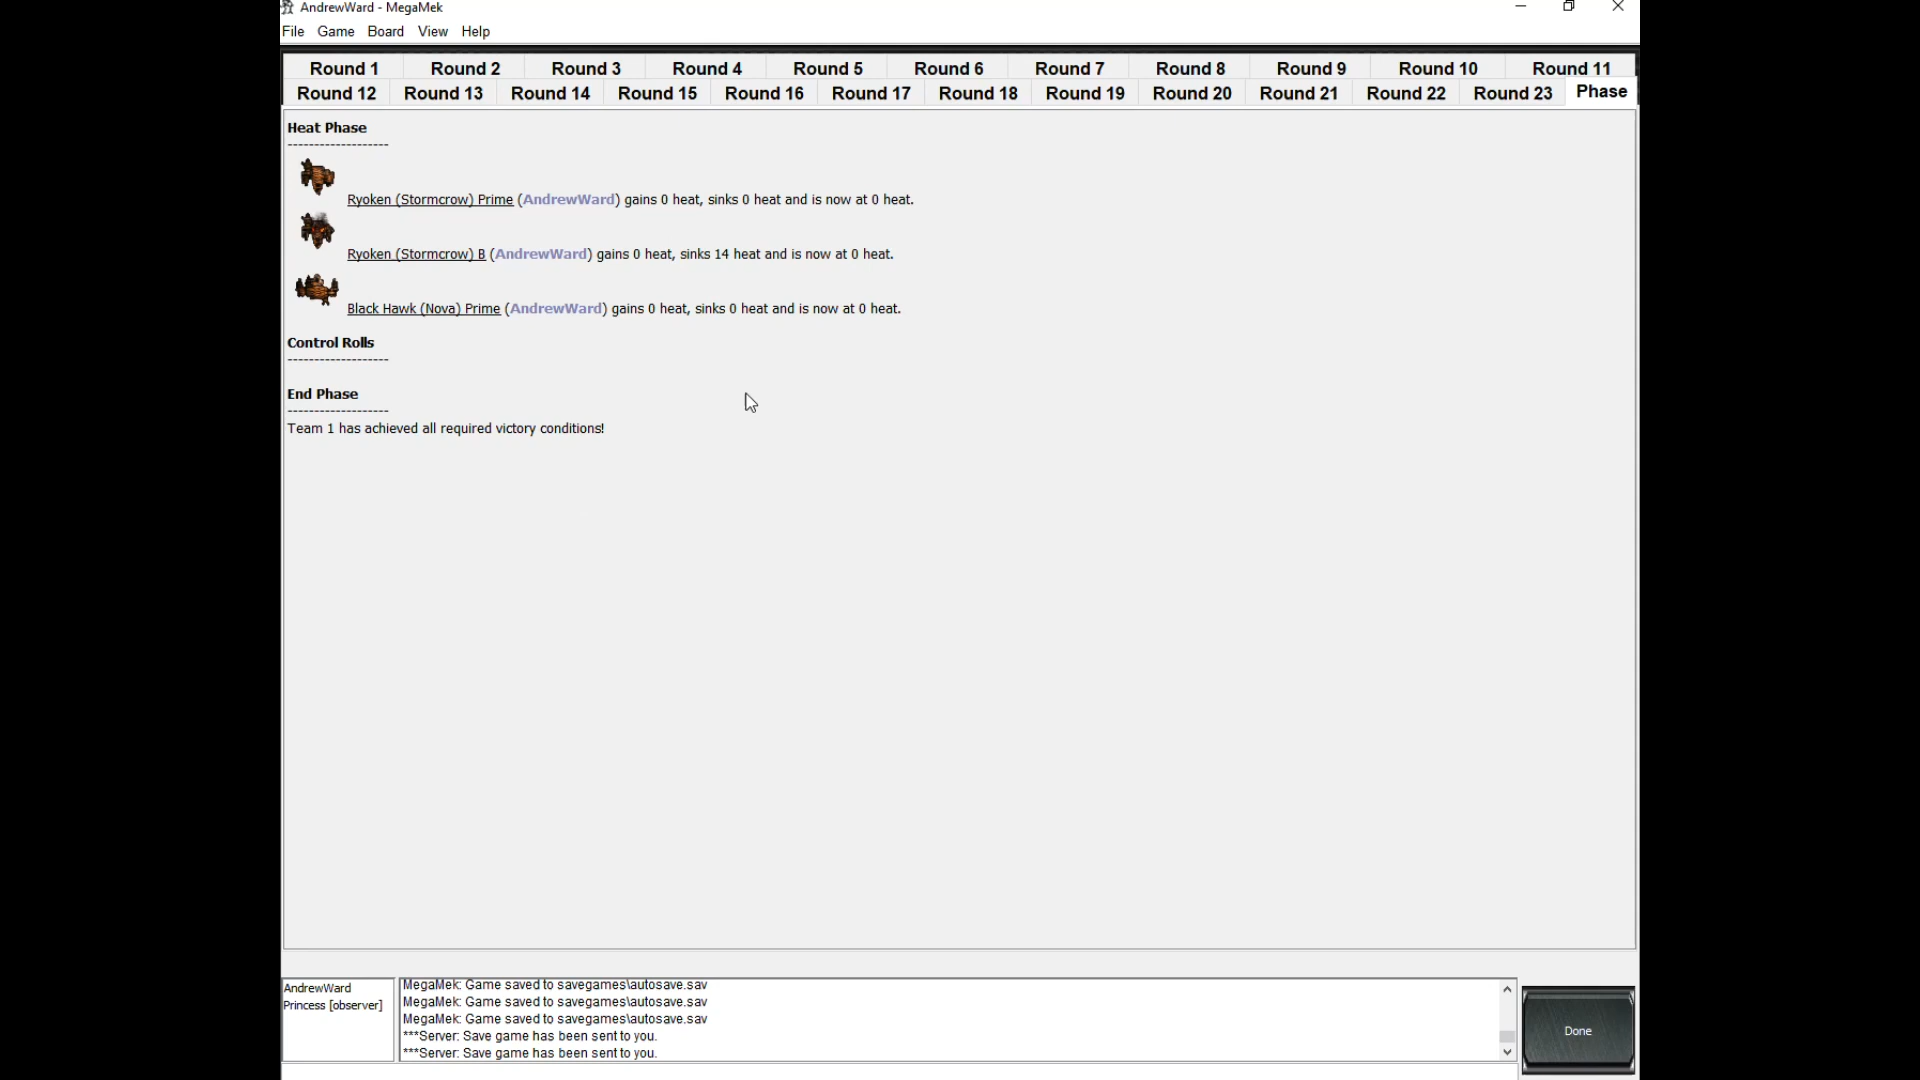 AndrewWard - MegaMek
File Game Board View Help
Round 1 Round 2 Round 3 Round 4 Round 5 Round 6 Round 7 Round 8 Round 9 Round 10 Round 11
Round 12 Round 13 Round 14 Round 15 Round 16 Round 17 Round 18 Round 19 Round 20 Round 21 Round 22 Round 23 Phase
Heat Phase
-------------------
Ryoken (Stormcrow) Prime (AndrewWard) gains 0 heat, sinks 0 heat and is now at 0 heat.
Ryoken (Stormcrow) B (AndrewWard) gains 0 heat, sinks 14 heat and is now at 0 heat.
Black Hawk (Nova) Prime (AndrewWard) gains 0 heat, sinks 0 heat and is now at 0 heat.
Control Rolls
-------------------
End Phase
-------------------
Team 1 has achieved all required victory conditions!
AndrewWard
Princess [observer]
MegaMek: Game saved to savegames\autosave.sav
MegaMek: Game saved to savegames\autosave.sav
MegaMek: Game saved to savegames\autosave.sav
***Server: Save game has been sent to you.
***Server: Save game has been sent to you.
Done